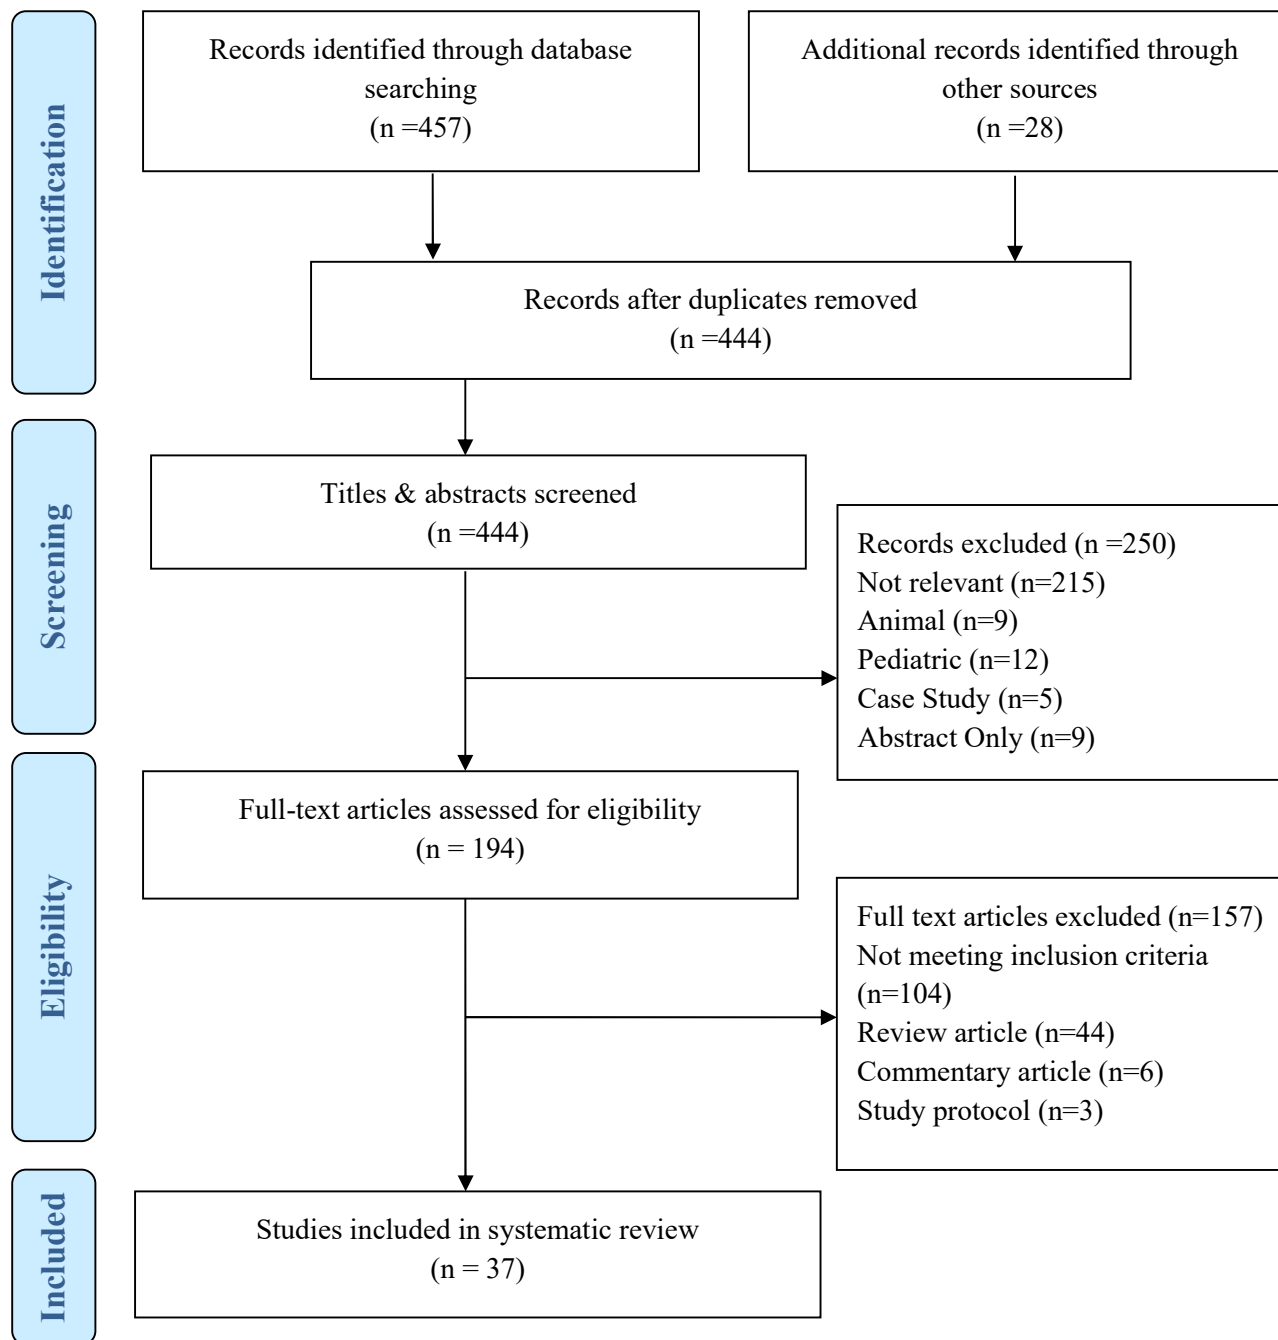 Identification
Records identified through database
searching
(n =457)
Additional records identified through
other sources
(n =28)
Records after duplicates removed
(n =444)
Screening
Titles & abstracts screened
(n =444)
Records excluded (n =250)
Not relevant (n=215)
Animal (n=9)
Pediatric (n=12)
Case Study (n=5)
Abstract Only (n=9)
Eligibility
Full-text articles assessed for eligibility
(n = 194)
Full text articles excluded (n=157)
Not meeting inclusion criteria
(n=104)
Review article (n=44)
Commentary article (n=6)
Study protocol (n=3)
Included
Studies included in systematic review
(n = 37)